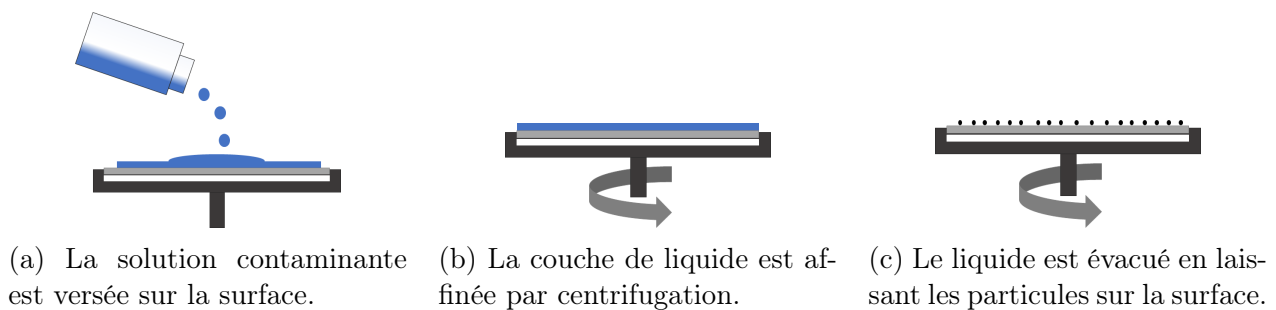 (a) La solution contaminante
est versée sur la surface.
(b) La couche de liquide est af-
finée par centrifugation.
(c) Le liquide est évacué en lais-
sant les particules sur la surface.